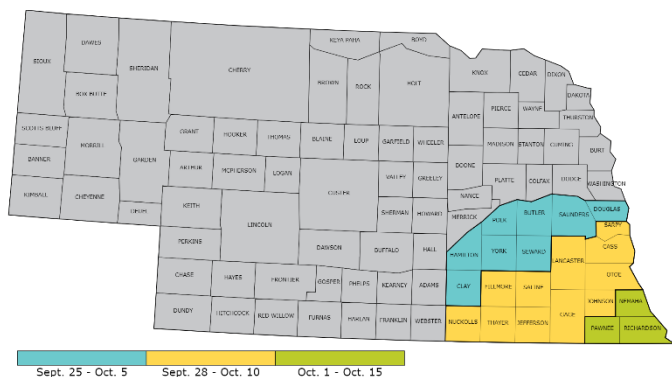 KEYA PAHA BOYD
DAWES
SIOUX SHERIDAN CHERRY KNOX CEDAR DIXON
BOX BUTTE BROWN ROCK HOLT DAKOTA
ANTELOPE PIERCE WAYNE THURSTON
SCOTTS BLUFF MORRILL GARDEN GRANT HOOKER THOMAS BLAINE LOUP GARFIELD WHEELER MADISON STANTON CUMING BURT
BANNER ARTHUR MCPHERSON LOGAN CUSTER VALLEY GREELEY BOONE PLATTE COLFAX DODGE WASHINGTON
KIMBALL CHEYENNE DEUEL KEITH LINCOLN SHERMAN HOWARD NANCE MERRICK POLK BUTLER SAUNDERS DOUGLAS
PERKINS DAWSON BUFFALO HALL HAMILTON YORK SEWARD LANCASTER SARPY CASS
OTOE
CHASE HAYES FRONTIER GOSPER PHELPS KEARNEY ADAMS CLAY FILLMORE SALINE JOHNSON NEMAHA
DUNDY HITCHCOCK RED WILLOW FURNAS HARLAN FRANKLIN WEBSTER NUCKOLLS THAYER JEFFERSON GAGE PAWNEE RICHARDSON
Sept. 25 - Oct. 5 Sept. 28 - Oct. 10 Oct. 1 - Oct. 15